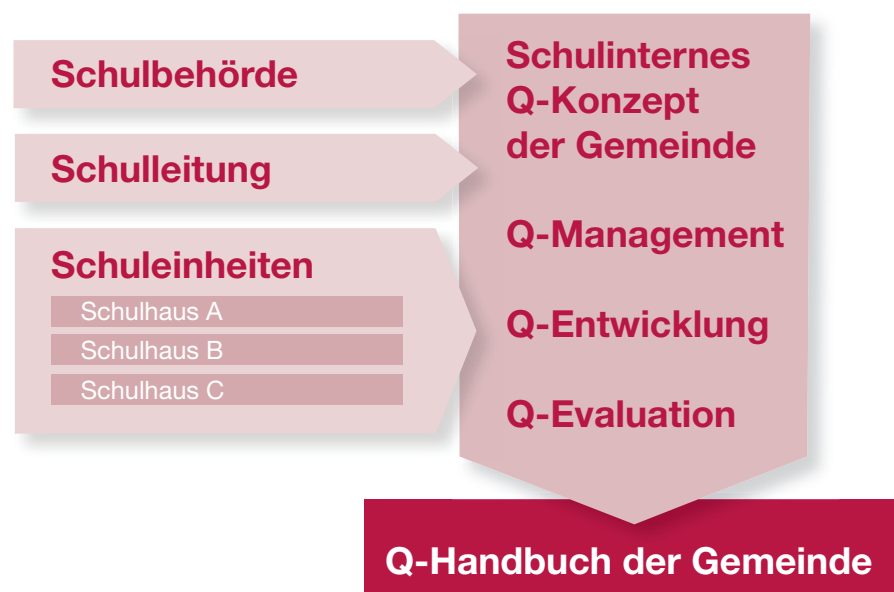 Schulbehörde
Schulleitung
Schuleinheiten
Schulhaus A
Schulhaus B
Schulhaus C
Schulinternes
Q-Konzept
der Gemeinde
Q-Management
Q-Entwicklung
Q-Evaluation
Q-Handbuch der Gemeinde